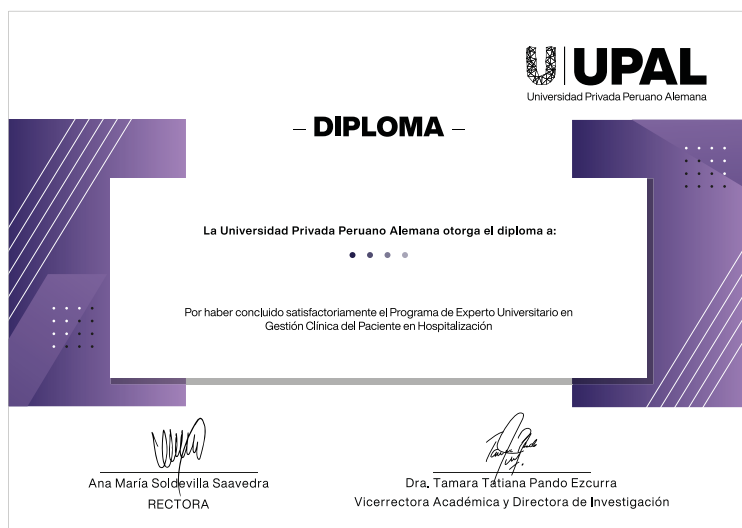 UPAL
Universidad Privada Peruano Alemana
– DIPLOMA –
La Universidad Privada Peruano Alemana otorga el diploma a:
Por haber concluido satisfactoriamente el Programa de Experto Universitario en
Gestión Clínica del Paciente en Hospitalización
Ana María Soldevilla Saavedra
RECTORA
Dra. Tamara Tatiana Pando Ezcurra
Vicerrectora Académica y Directora de Investigación